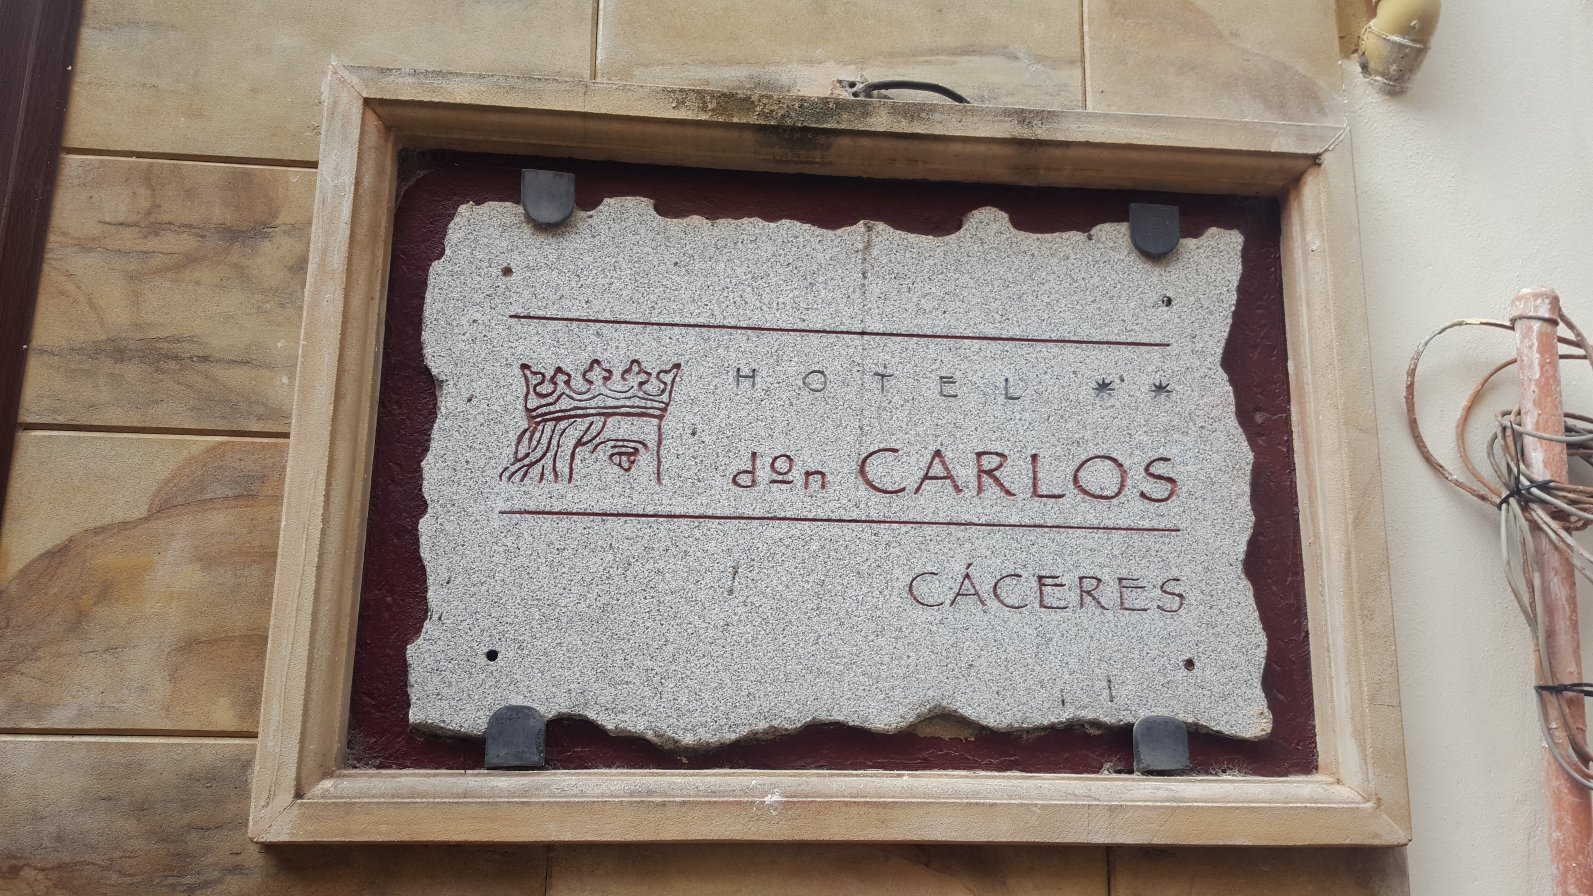 HOTEL **
don CARLOS
CÁCERES